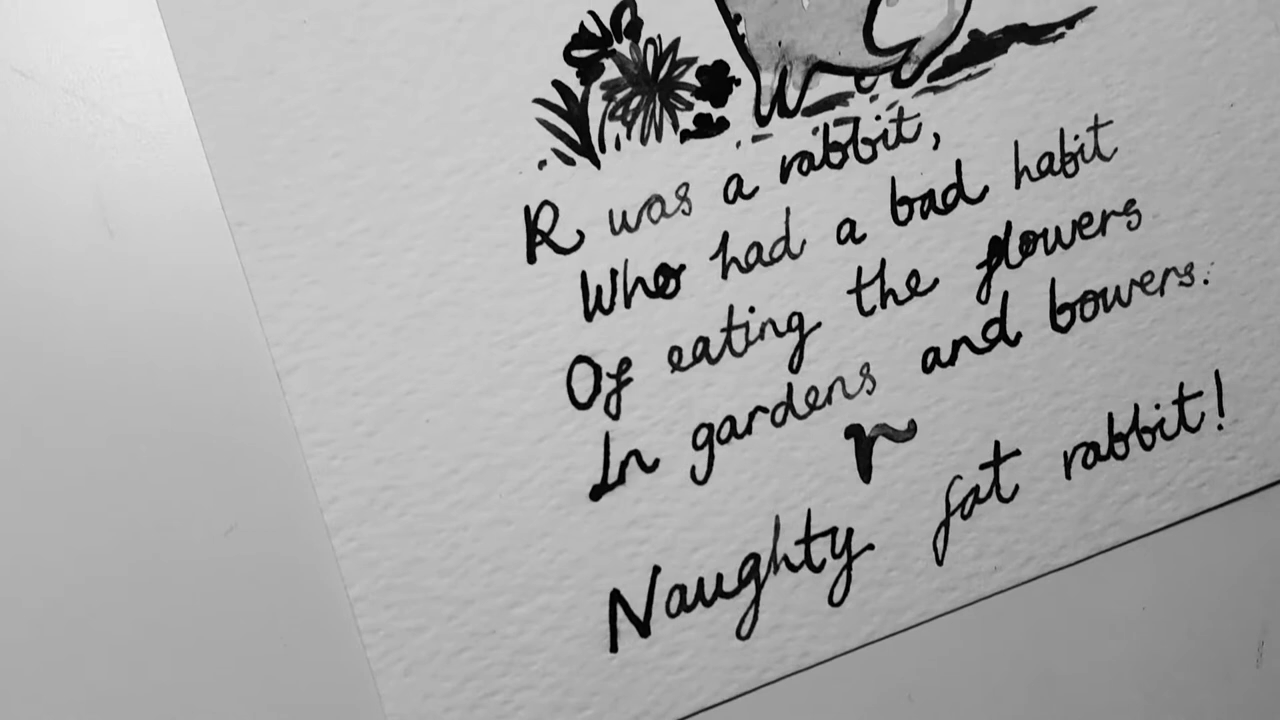 R was a rabbit,
Who had a bad habit
Of eating the flowers
In gardens and bowers.
r
Naughty fat rabbit!